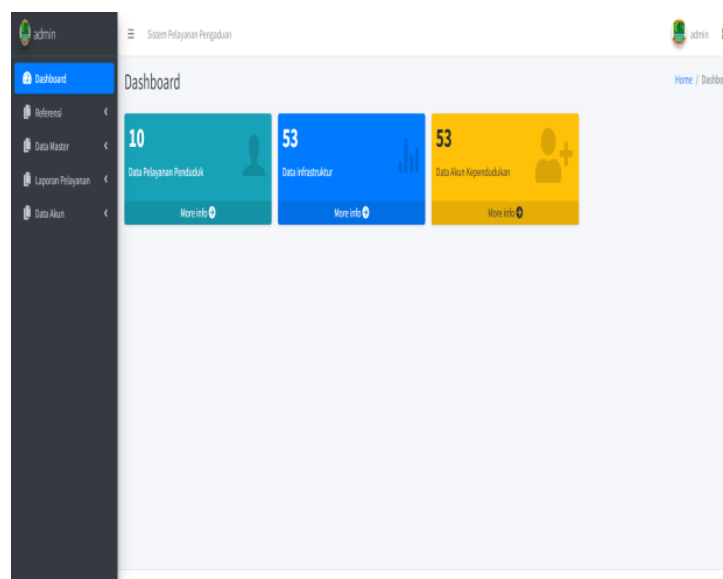 admin
Sistem Pelayanan Pengaduan
admin
Dashboard
Referensi
Data Master
Laporan Pelayanan
Data Akun
Dashboard
Home / Dashbo
10
Data Pelayanan Penduduk
More info
53
Data infrastruktur
More info
53
Data Akun Kependudukan
More info